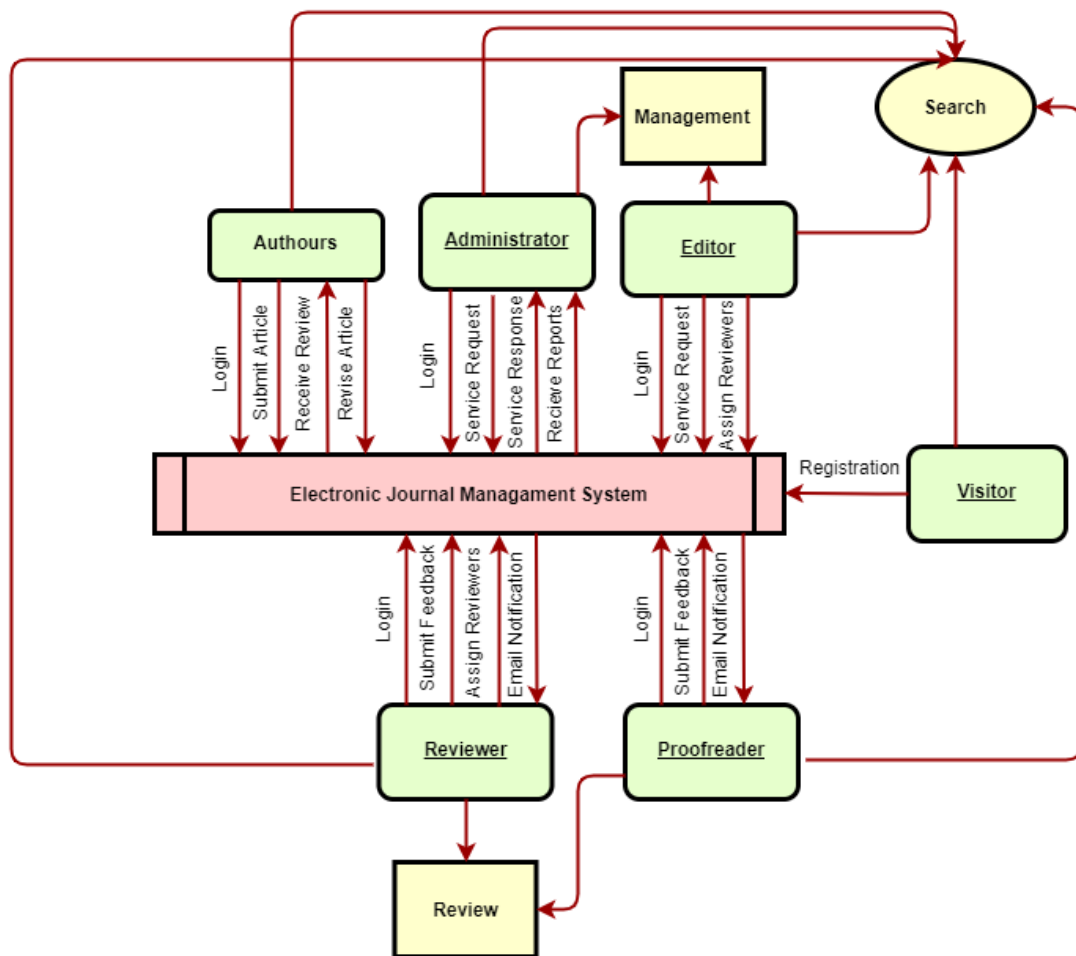 Management
Search
Authours
Administrator
Editor
Login
Submit Article
Receive Review
Revise Article
Login
Service Request
Service Response
Recieve Reports
Login
Service Request
Assign Reviewers
Registration
Visitor
Electronic Journal Managament System
Login
Submit Feedback
Assign Reviewers
Email Notification
Login
Submit Feedback
Email Notification
Reviewer
Proofreader
Review